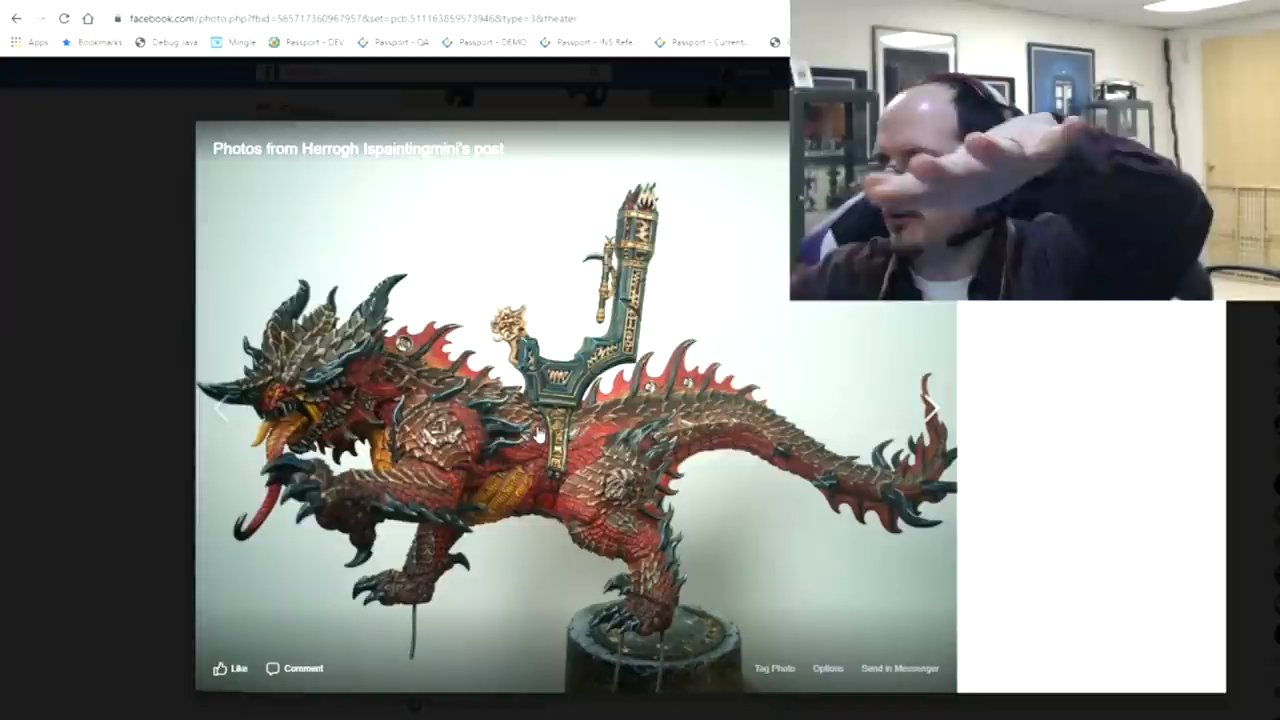 facebook.com/photo.php?fbid=565717360967957&set=pcb.511163859573946&type=3&theater
Apps Bookmarks Debug Java Mingle Passport - DEV Passport - QA Passport - DEMO Passport - INS Refe... Passport - Current...
Photos from Herrogh Ispaintingmini's post
Like Comment Tag Photo Options Send in Messenger